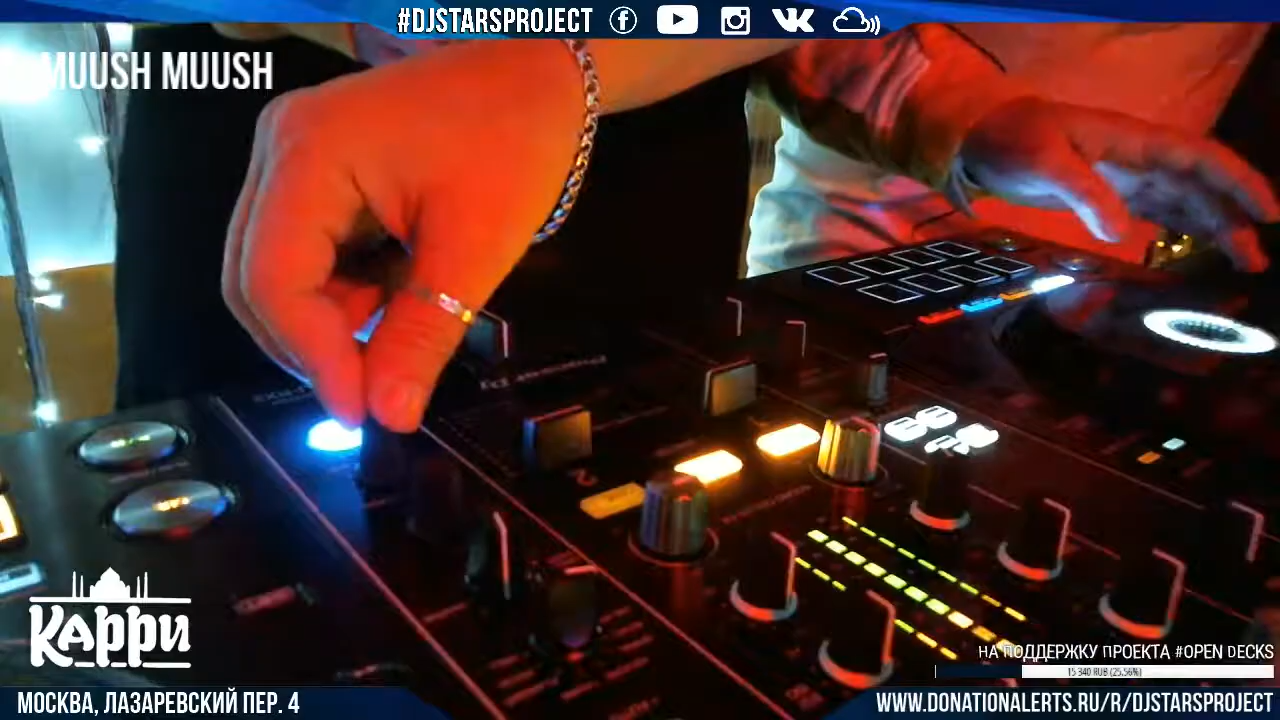 #DJSTARSPROJECT
MUUSH MUUSH
Карри
НА ПОДДЕРЖКУ ПРОЕКТА #OPEN DECKS
15 340 RUB (25.56%)
МОСКВА, ЛАЗАРЕВСКИЙ ПЕР. 4
WWW.DONATIONALERTS.RU/R/DJSTARSPROJECT